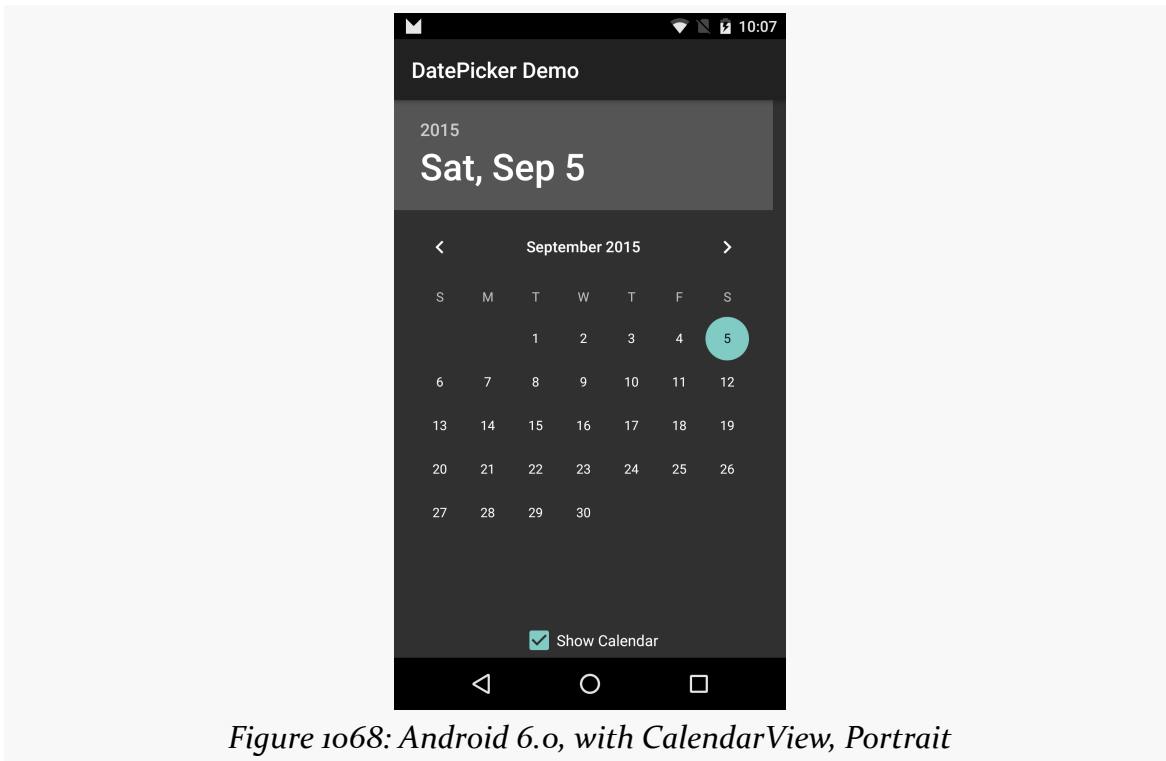 10:07
DatePicker Demo
2015
Sat, Sep 5
September 2015
S M T W T F S
1 2 3 4 5
6 7 8 9 10 11 12
13 14 15 16 17 18 19
20 21 22 23 24 25 26
27 28 29 30
Show Calendar
Figure 1068: Android 6.0, with CalendarView, Portrait